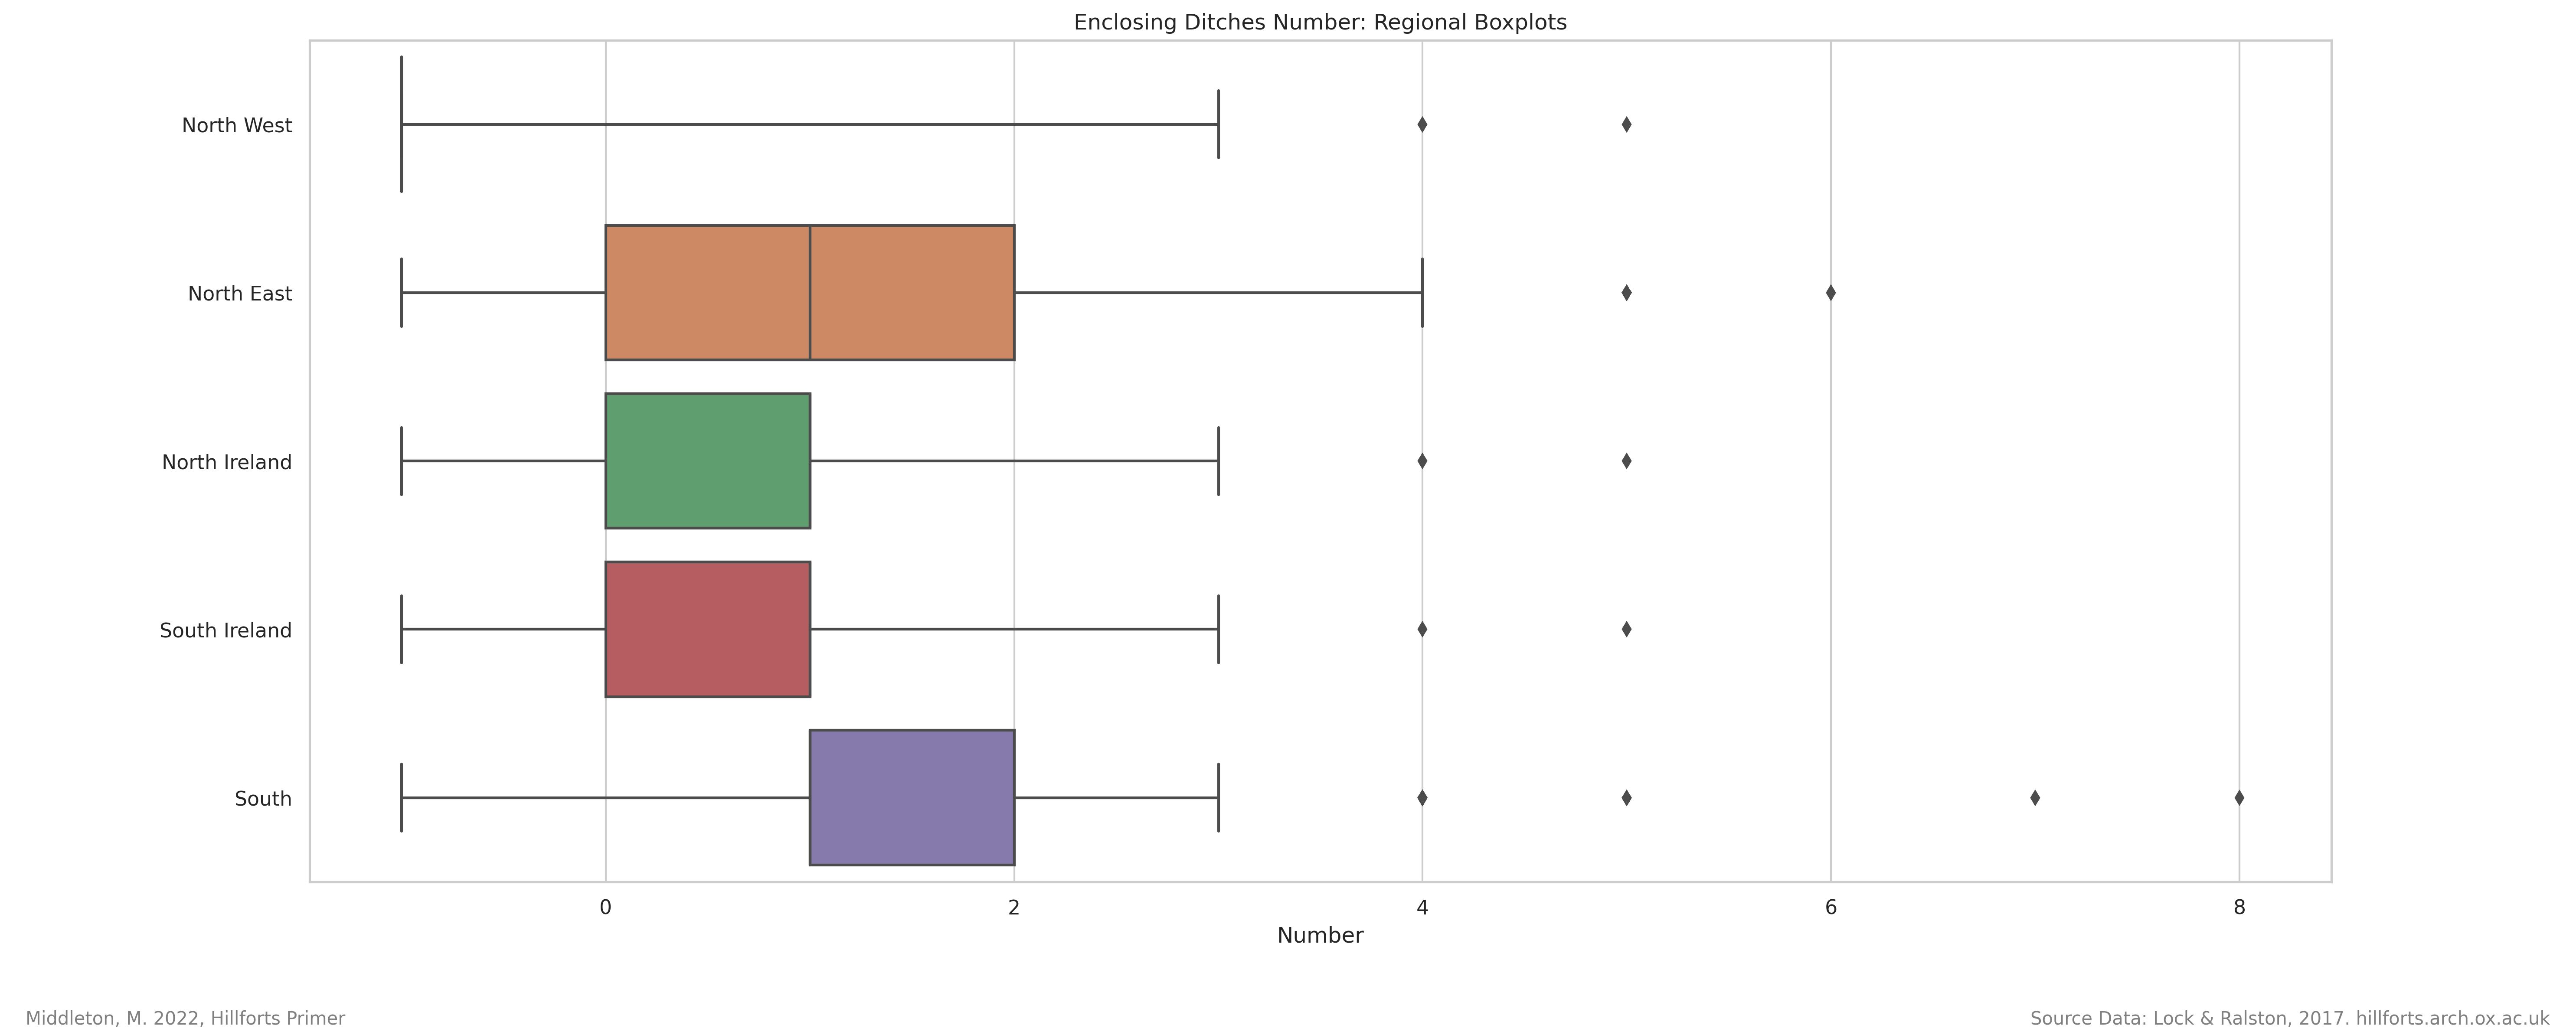 Enclosing Ditches Number: Regional Boxplots
North West
North East
North Ireland
South Ireland
South
0 2 4 6 8
Number
Middleton, M. 2022, Hillforts Primer
Source Data: Lock & Ralston, 2017. hillforts.arch.ox.ac.uk